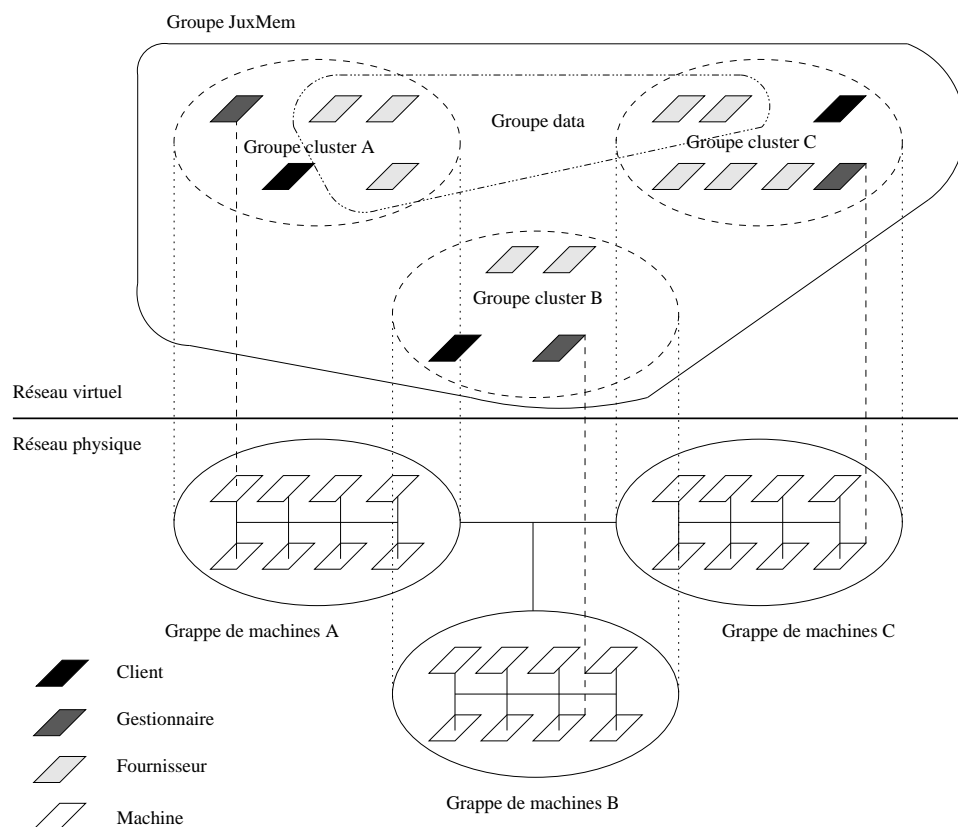 Groupe JuxMem
Groupe data
Groupe cluster A
Groupe cluster C
Groupe cluster B
Réseau virtuel
Réseau physique
Grappe de machines A
Grappe de machines C
Grappe de machines B
Client
Gestionnaire
Fournisseur
Machine